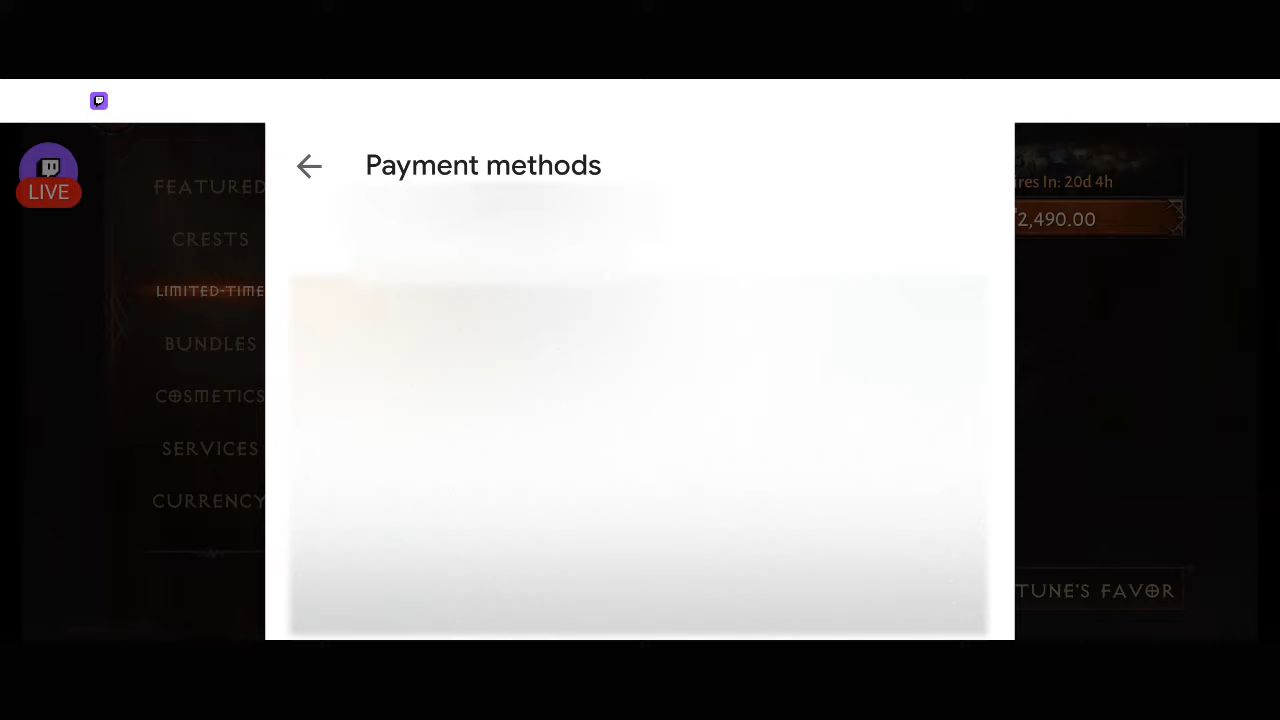 Payment methods
LIVE
FEATURED
CRESTS
LIMITED-TIME
BUNDLES
COSMETICS
SERVICES
CURRENCY
ires In: 20d 4h
2,490.00
TUNE'S FAVOR